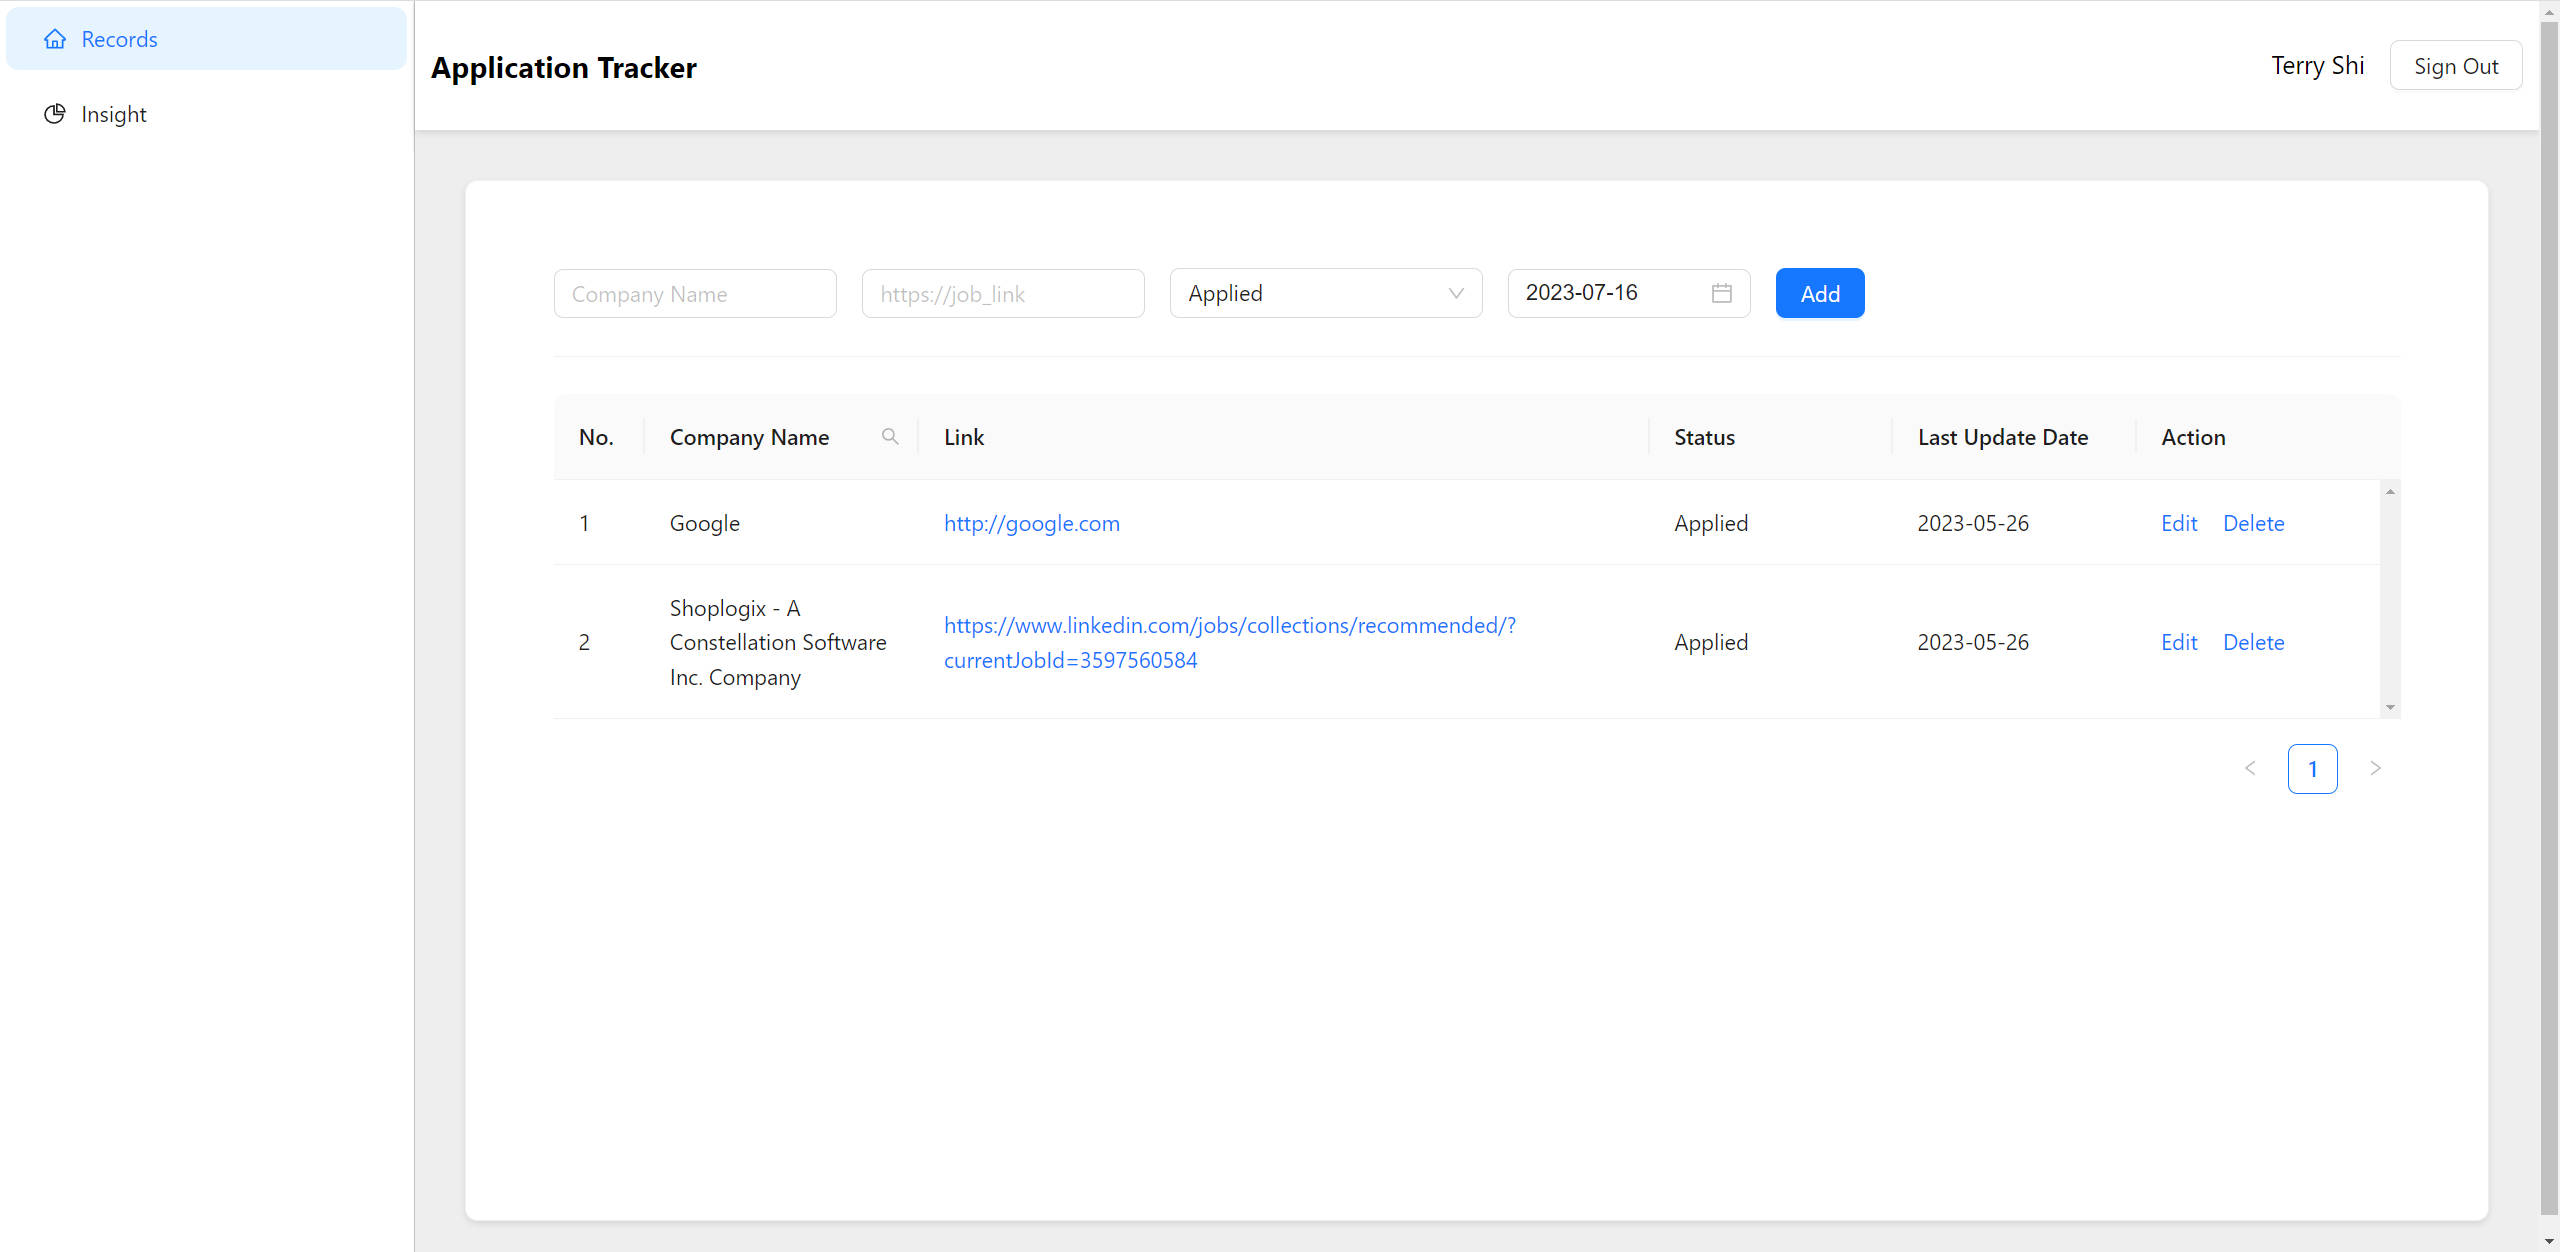 Records
Insight
Application Tracker
Terry Shi
Sign Out
Company Name
https://job_link
Applied
2023-07-16
Add
No.
Company Name
Link
Status
Last Update Date
Action
1
Google
http://google.com
Applied
2023-05-26
Edit
Delete
2
Shoplogix - A
Constellation Software
Inc. Company
https://www.linkedin.com/jobs/collections/recommended/?
currentJobId=3597560584
Applied
2023-05-26
Edit
Delete
1